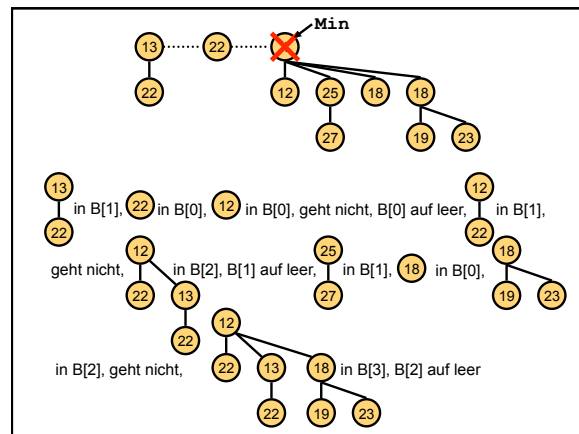 Min
13 22
22 12 25 18 18
27 19 23
13 12 18
22 in B[1], 22 in B[0], 12 in B[0], geht nicht, B[0] auf leer, 22 in B[1],
12 25 18
geht nicht, 22 13 in B[2], B[1] auf leer, 27 in B[1], 18 in B[0], 19 23
22
12
in B[2], geht nicht, 22 13 18 in B[3], B[2] auf leer
22 19 23